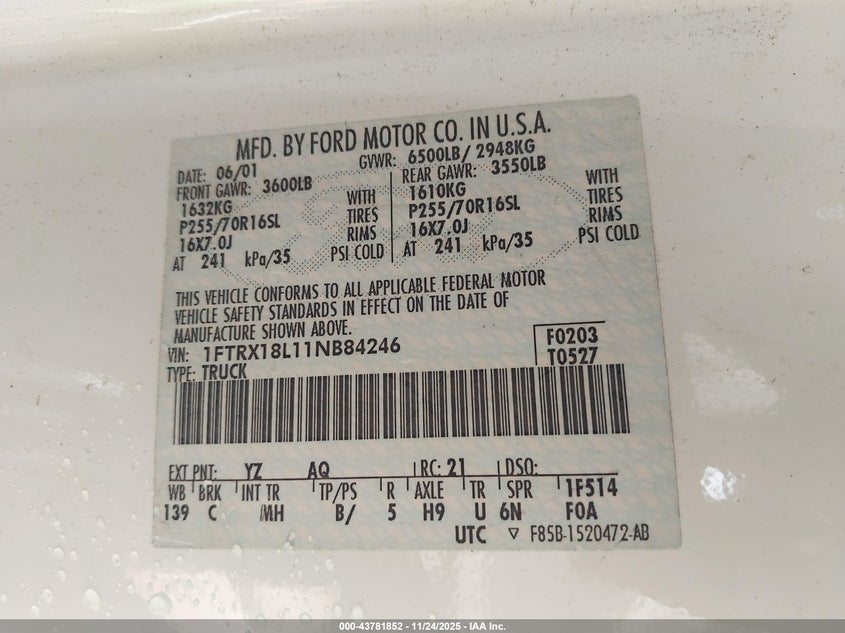 MFD. BY FORD MOTOR CO. IN U.S.A.
DATE: 06/01 GVWR: 6500LB/ 2948KG
FRONT GAWR: 3600LB REAR GAWR: 3550LB
1632KG WITH 1610KG WITH
P255/70R16SL TIRES P255/70R16SL TIRES
16X7.0J RIMS 16X7.0J RIMS
AT 241 kPa/35 PSI COLD AT 241 kPa/35 PSI COLD
THIS VEHICLE CONFORMS TO ALL APPLICABLE FEDERAL MOTOR
VEHICLE SAFETY STANDARDS IN EFFECT ON THE DATE OF
MANUFACTURE SHOWN ABOVE.
VIN: 1FTRX18L11NB84246 F0203
TYPE: TRUCK T0527
EXT PNT: YZ AQ RC: 21 DSO:
WB BRK INT TR TP/PS R AXLE TR SPR 1F514
139 C MH B/ 5 H9 U 6N F0A
UTC ▽ F85B-1520472-AB
000-43781852 - 11/24/2025 - IAA Inc.